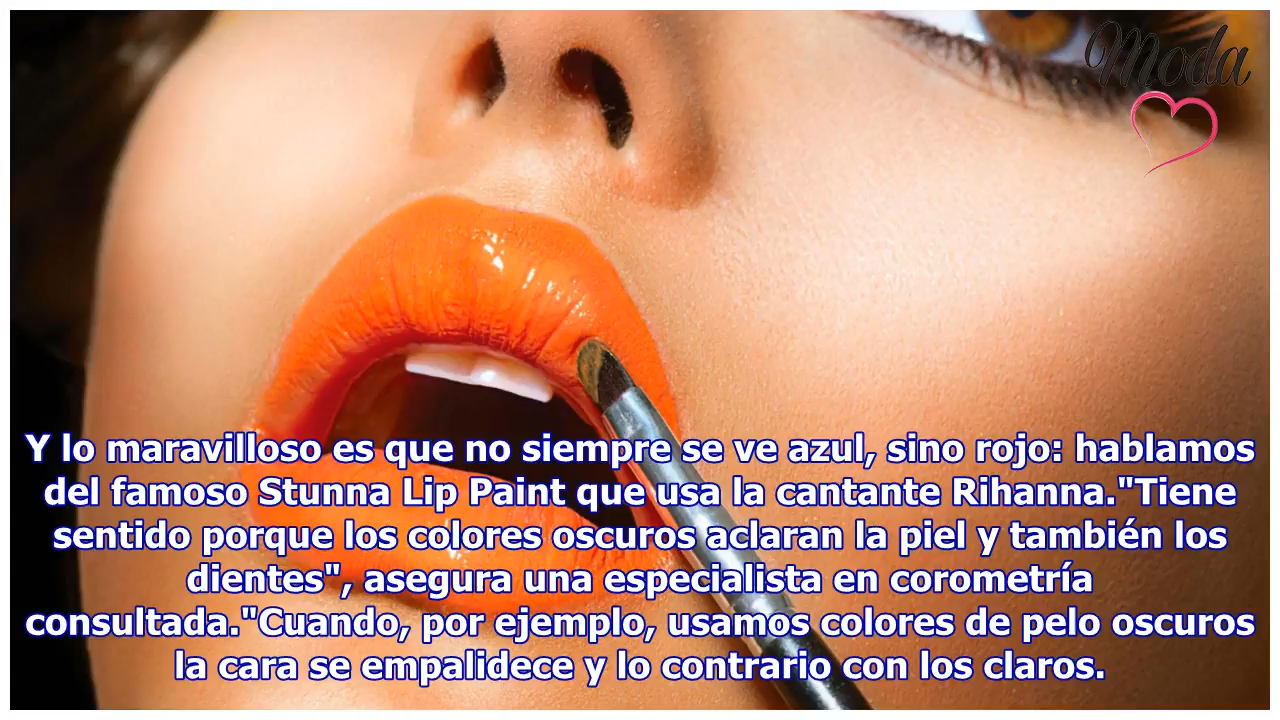 Moda
Y lo maravilloso es que no siempre se ve azul, sino rojo: hablamos
del famoso Stunna Lip Paint que usa la cantante Rihanna."Tiene
sentido porque los colores oscuros aclaran la piel y también los
dientes", asegura una especialista en corometría
consultada."Cuando, por ejemplo, usamos colores de pelo oscuros
la cara se empalidece y lo contrario con los claros.